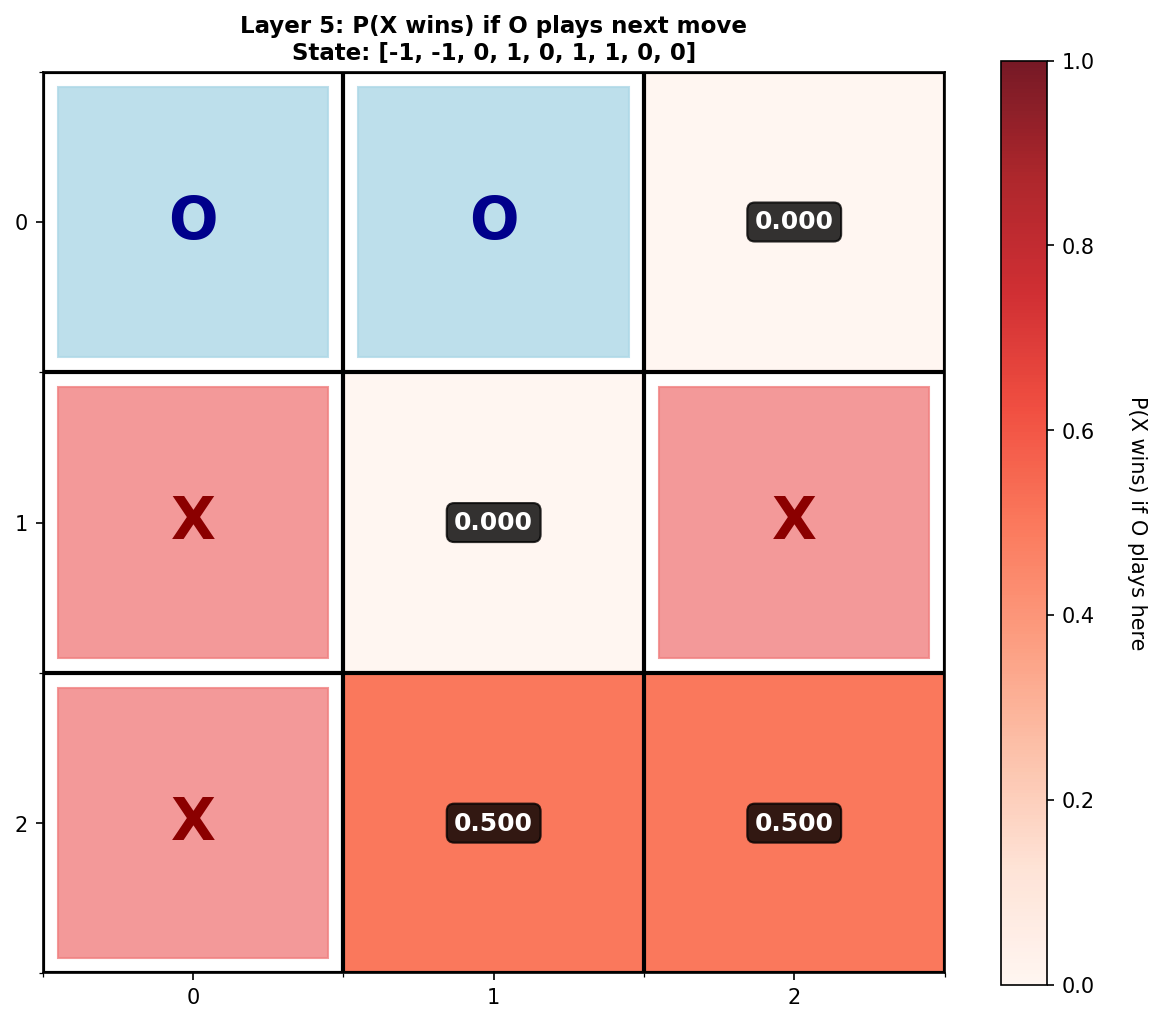 Layer 5: P(X wins) if O plays next move
State: [-1, -1, 0, 1, 0, 1, 1, 0, 0]
0
O
O
0.000
1
X
0.000
X
2
X
0.500
0.500
0
1
2
1.0
0.8
0.6
0.4
0.2
0.0
P(X wins) if O plays here